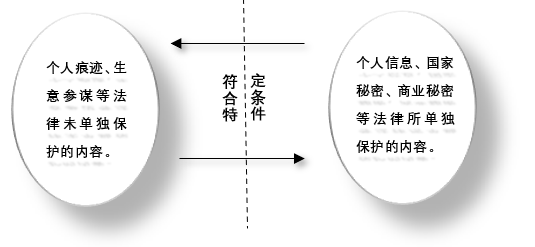 个人痕迹、生
意参谋等法
律未单独保
护的内容。
符合特
定条件
个人信息、国家
秘密、商业秘密
等法律所单独
保护的内容。